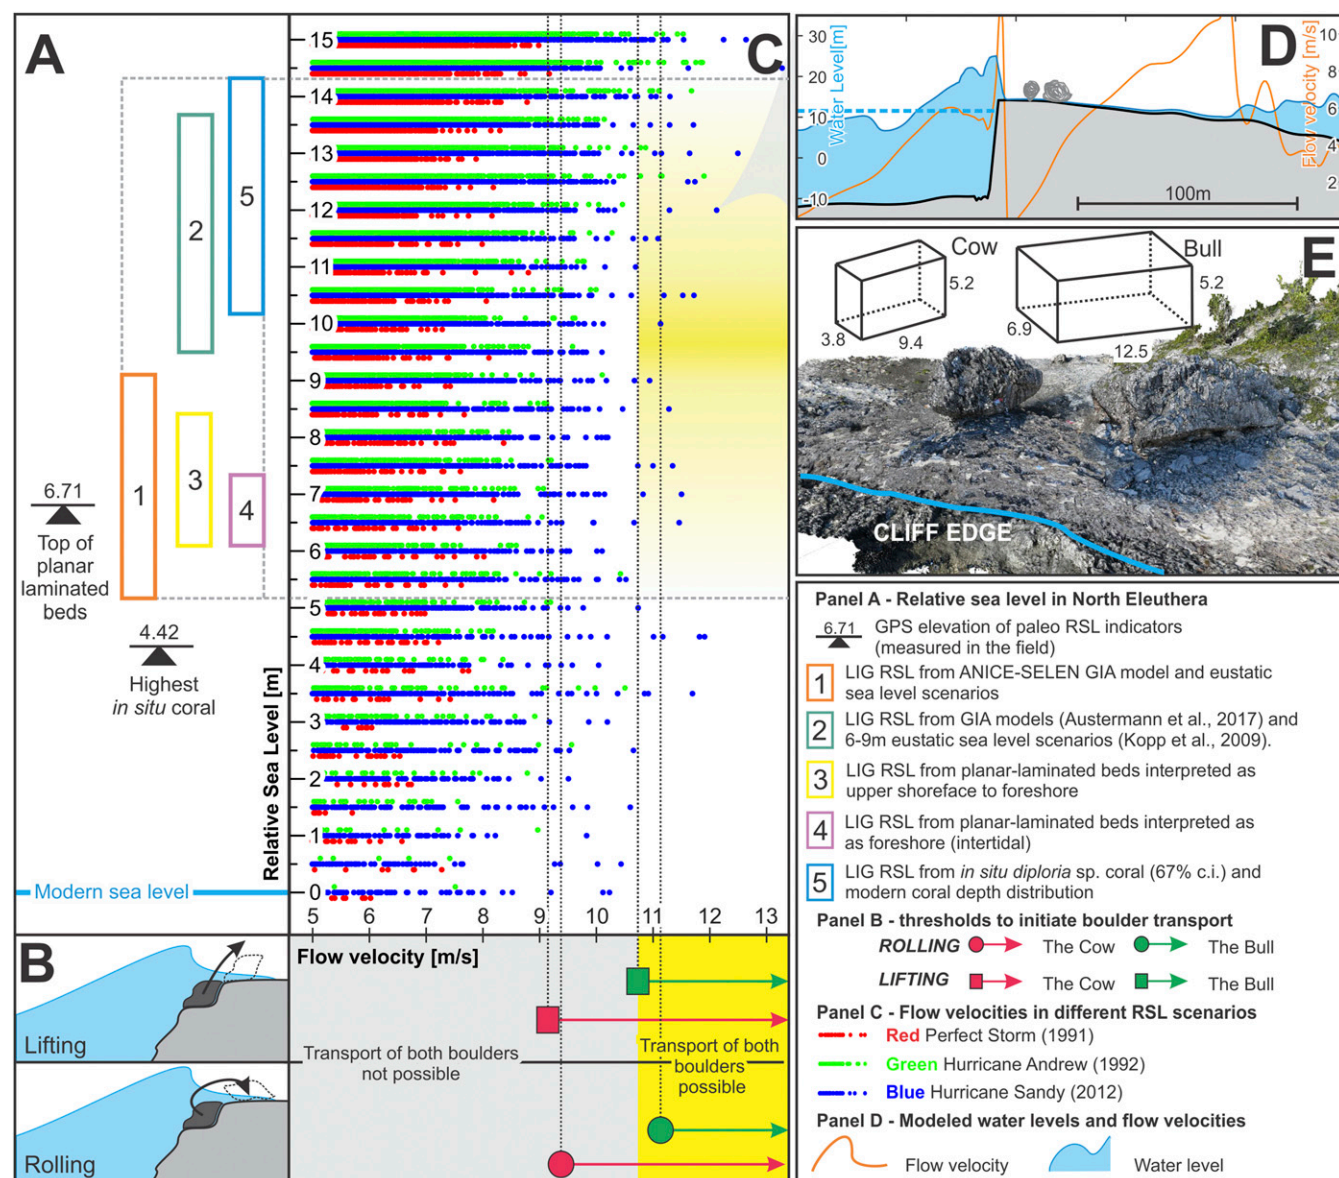 A
6.71
Top of
planar
laminated
beds
4.42
Highest
in situ coral
1
2
3
4
5
Modern sea level
C
Relative Sea Level [m]
15
14
13
12
11
10
9
8
7
6
5
4
3
2
1
0
5 6 7 8 9 10 11 12 13
Flow velocity [m/s]
B
Lifting
Rolling
Transport of both boulders
not possible
Transport of both
boulders
possible
D
Water Level[m]
30
20
10
0
-10
Flow velocity [m/s]
10
8
6
4
2
100m
E
Cow
5.2
3.8
9.4
Bull
5.2
6.9
12.5
CLIFF EDGE
Panel A - Relative sea level in North Eleuthera
6.71 GPS elevation of paleo RSL indicators
(measured in the field)
1 LIG RSL from ANICE-SELEN GIA model and eustatic
sea level scenarios
2 LIG RSL from GIA models (Austermann et al., 2017) and
6-9m eustatic sea level scenarios (Kopp et al., 2009).
3 LIG RSL from planar-laminated beds interpreted as
upper shoreface to foreshore
4 LIG RSL from planar-laminated beds interpreted as
as foreshore (intertidal)
5 LIG RSL from in situ diploria sp. coral (67% c.i.) and
modern coral depth distribution
Panel B - thresholds to initiate boulder transport
ROLLING The Cow The Bull
LIFTING The Cow The Bull
Panel C - Flow velocities in different RSL scenarios
Red Perfect Storm (1991)
Green Hurricane Andrew (1992)
Blue Hurricane Sandy (2012)
Panel D - Modeled water levels and flow velocities
Flow velocity Water level